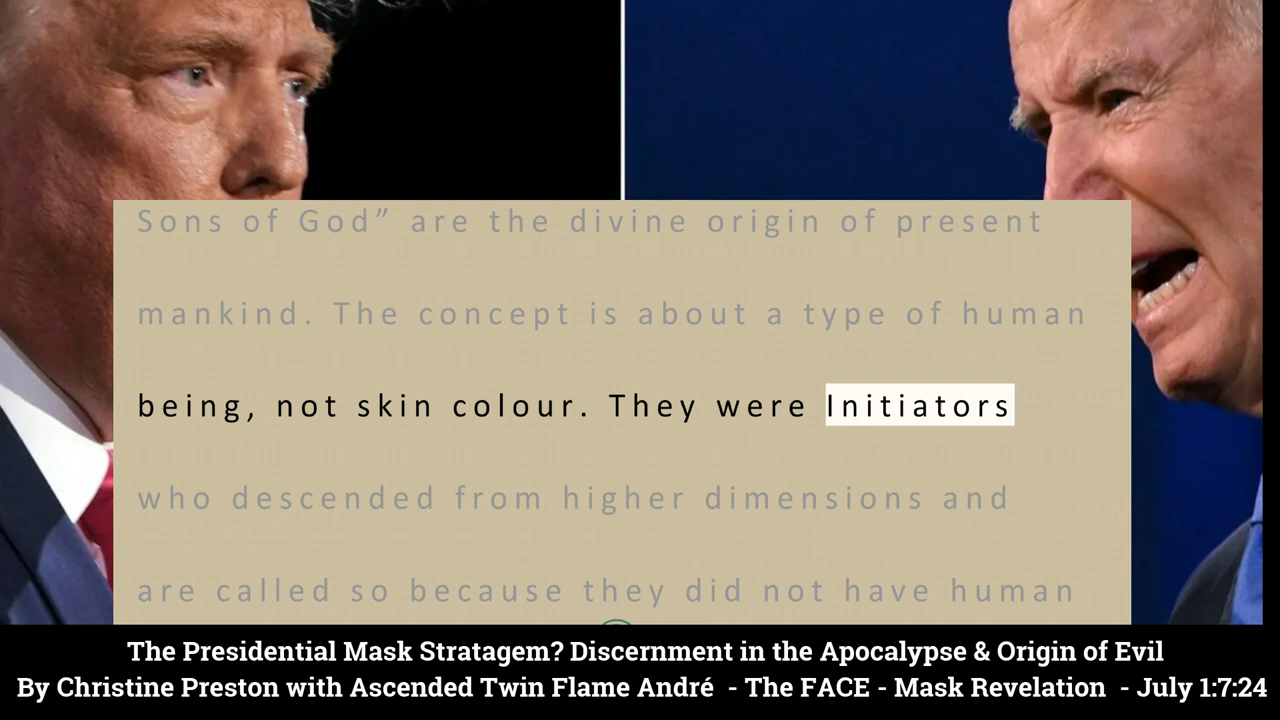 Sons of God” are the divine origin of present
mankind. The concept is about a type of human
being, not skin colour. They were Initiators
who descended from higher dimensions and
are called so because they did not have human
The Presidential Mask Stratagem? Discernment in the Apocalypse & Origin of Evil
By Christine Preston with Ascended Twin Flame André - The FACE - Mask Revelation - July 1:7:24